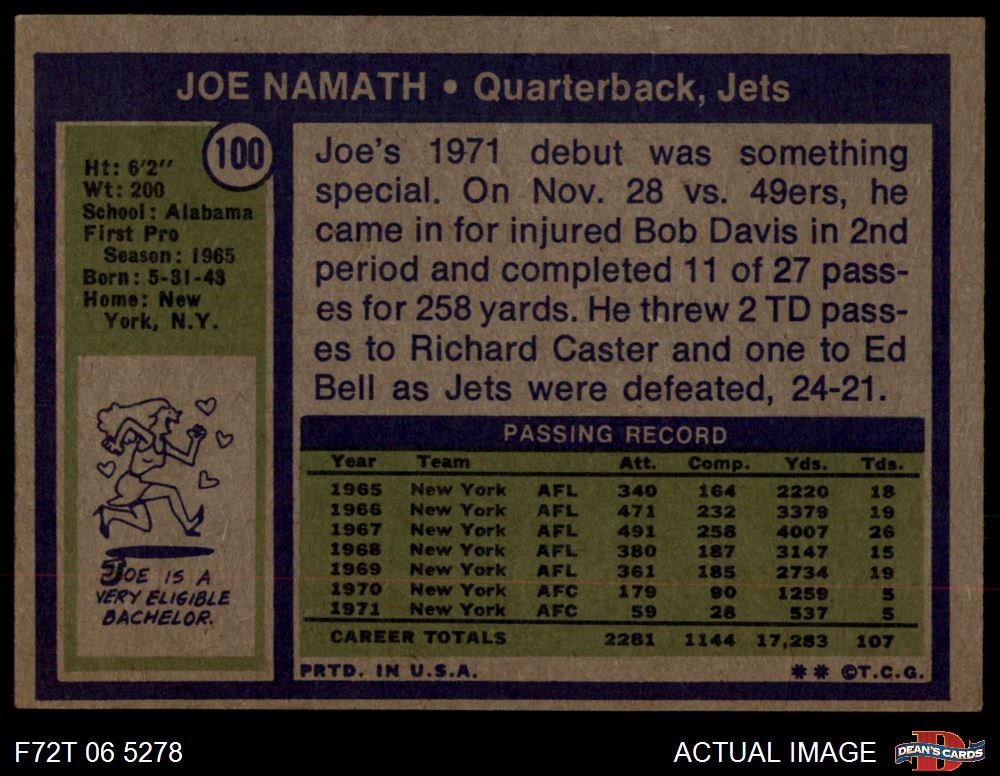 JOE NAMATH • Quarterback, Jets
100
Ht: 6'2"
Wt: 200
School: Alabama
First Pro
Season: 1965
Born: 5-31-43
Home: New
York, N.Y.
JOE IS A
VERY ELIGIBLE
BACHELOR.
Joe's 1971 debut was something
special. On Nov. 28 vs. 49ers, he
came in for injured Bob Davis in 2nd
period and completed 11 of 27 pass-
es for 258 yards. He threw 2 TD pass-
es to Richard Caster and one to Ed
Bell as Jets were defeated, 24-21.
PASSING RECORD
Year Team Att. Comp. Yds. Tds.
1965 New York AFL 340 164 2220 18
1966 New York AFL 471 232 3379 19
1967 New York AFL 491 258 4007 26
1968 New York AFL 380 187 3147 15
1969 New York AFL 361 185 2734 19
1970 New York AFC 179 90 1259 5
1971 New York AFC 59 28 537 5
CAREER TOTALS 2281 1144 17,283 107
PRTD. IN U.S.A. ** ©T.C.G.
F72T 06 5278 ACTUAL IMAGE DEAN'S CARDS